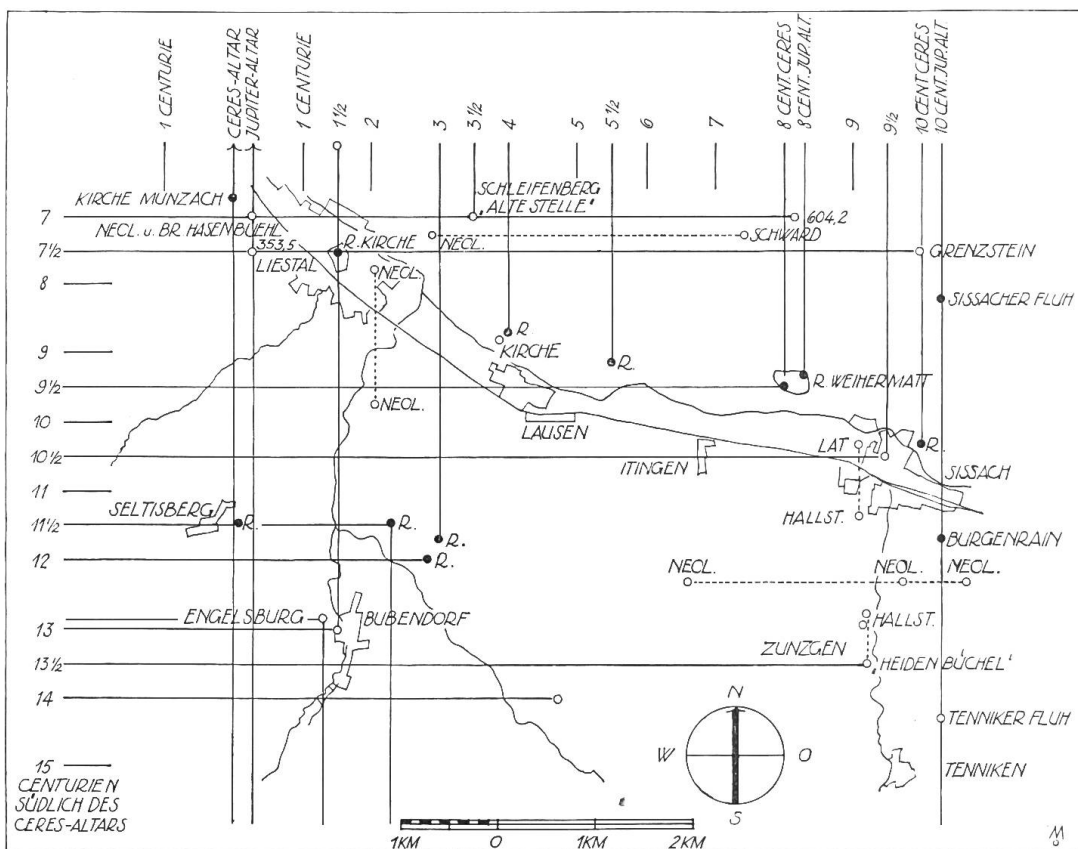 1 CENTURIE
CERES-ALTAR
JUPITER-ALTAR
1 CENTURIE
1½
2
3
3½
4
5
5½
6
7
8 CENT. CERES
8 CENT. JUP. ALT.
9
9½
10 CENT. CERES
10 CENT. JUP. ALT.
KIRCHE MUNZACH
SCHLEIFENBERG
"ALTE STELLE"
7
604,2
NEOL. u. BR. HASENBUEHL
NEOL.
SCHWARD
7½
353,5
R. KIRCHE
GRENZSTEIN
LIESTAL
NEOL.
8
SISSACHER FLUH
R.
KIRCHE
9
R.
9½
R. WEIHERMATT
NEOL.
10
LAUSEN
LAT
R.
10½
ITINGEN
SISSACH
11
SELTISBERG
HALLST.
11½
R.
R.
R.
BURGENRAIN
12
R.
NEOL.
NEOL.
NEOL.
ENGELSBURG
BUBENDORF
HALLST.
13
ZUNZGEN
13½
"HEIDEN BÜCHEL"
14
N
TENNIKER FLUH
W
O
15
TENNIKEN
CENTURIEN
SÜDLICH DES
CERES-ALTARS
S
1KM
0
1KM
2KM